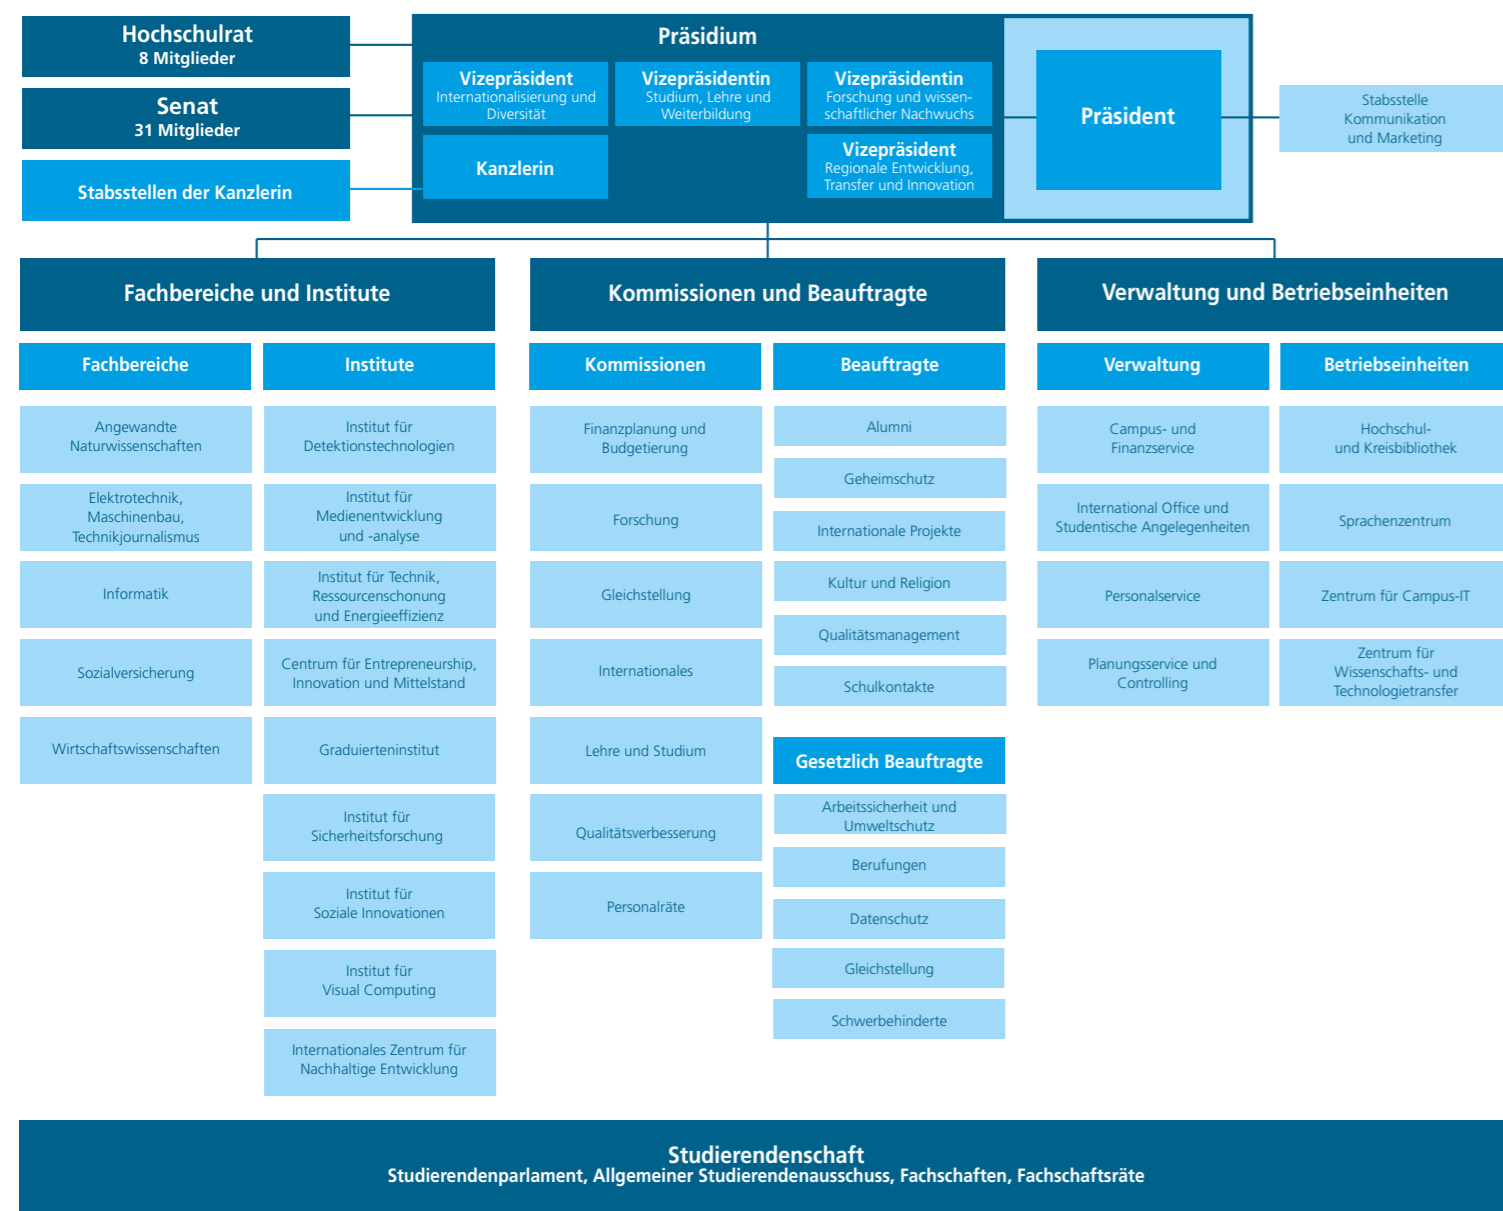 Hochschulrat
8 Mitglieder
Senat
31 Mitglieder
Stabsstellen der Kanzlerin
Präsidium
Vizepräsident
Internationalisierung und
Diversität
Vizepräsidentin
Studium, Lehre und
Weiterbildung
Vizepräsidentin
Forschung und wissen-
schaftlicher Nachwuchs
Kanzlerin
Vizepräsident
Regionale Entwicklung,
Transfer und Innovation
Präsident
Stabsstelle
Kommunikation
und Marketing
Fachbereiche und Institute
Fachbereiche
Angewandte
Naturwissenschaften
Elektrotechnik,
Maschinenbau,
Technikjournalismus
Informatik
Sozialversicherung
Wirtschaftswissenschaften
Institute
Institut für
Detektionstechnologien
Institut für
Medienentwicklung
und -analyse
Institut für Technik,
Ressourcenschonung
und Energieeffizienz
Centrum für Entrepreneurship,
Innovation und Mittelstand
Graduierteninstitut
Institut für
Sicherheitsforschung
Institut für
Soziale Innovationen
Institut für
Visual Computing
Internationales Zentrum für
Nachhaltige Entwicklung
Kommissionen und Beauftragte
Kommissionen
Finanzplanung und
Budgetierung
Forschung
Gleichstellung
Internationales
Lehre und Studium
Qualitätsverbesserung
Personalräte
Beauftragte
Alumni
Geheimschutz
Internationale Projekte
Kultur und Religion
Qualitätsmanagement
Schulkontakte
Gesetzlich Beauftragte
Arbeitssicherheit und
Umweltschutz
Berufungen
Datenschutz
Gleichstellung
Schwerbehinderte
Verwaltung und Betriebseinheiten
Verwaltung
Campus- und
Finanzservice
International Office und
Studentische Angelegenheiten
Personalservice
Planungsservice und
Controlling
Betriebseinheiten
Hochschul-
und Kreisbibliothek
Sprachenzentrum
Zentrum für Campus-IT
Zentrum für
Wissenschafts- und
Technologietransfer
Studierendenschaft
Studierendenparlament, Allgemeiner Studierendenausschuss, Fachschaften, Fachschaftsräte